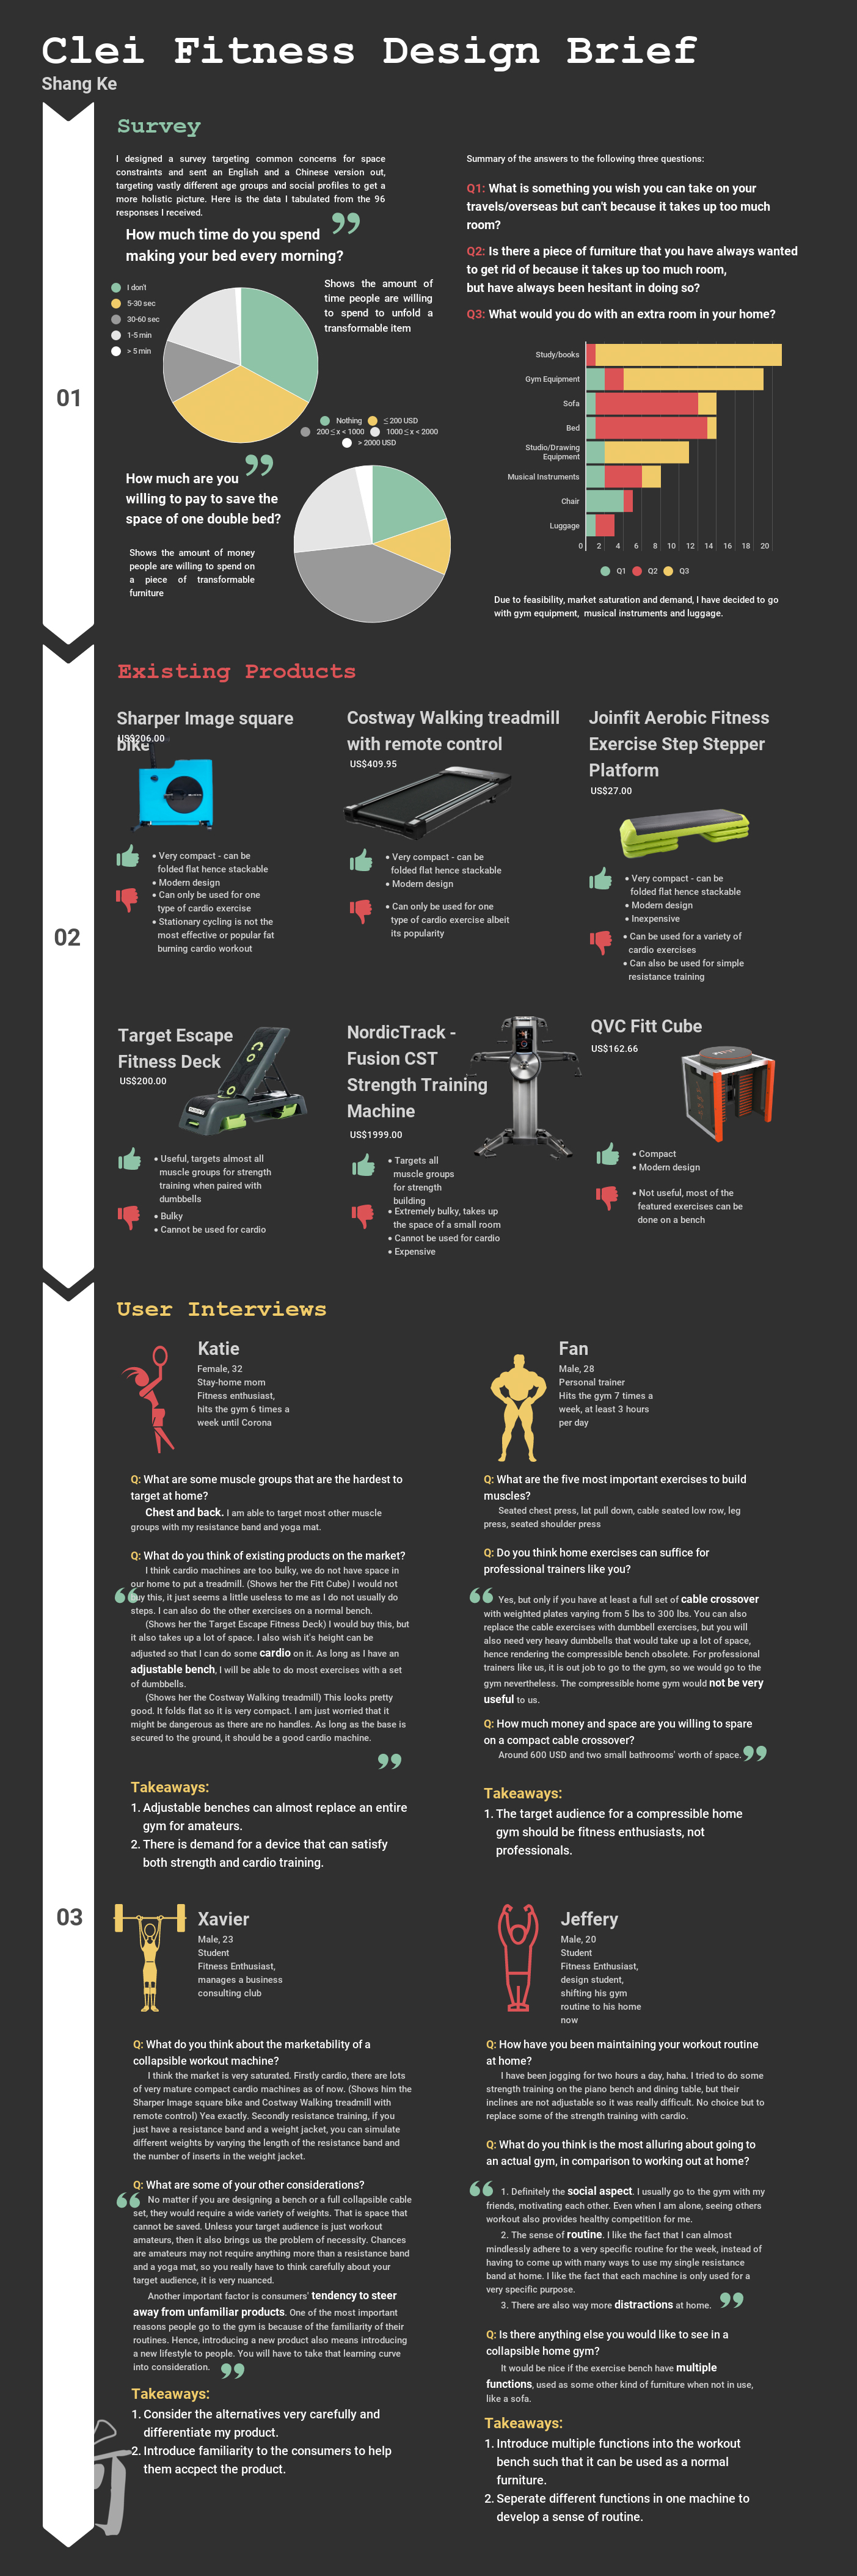 Clei Fitness Design Brief
Shang Ke
01
Survey
I designed a survey targeting common concerns for space
constraints and sent an English and a Chinese version out,
targeting vastly different age groups and social profiles to get a
more holistic picture. Here is the data I tabulated from the 96
responses I received.
How much time do you spend
making your bed every morning?
”
I don't
5-30 sec
30-60 sec
1-5 min
> 5 min
Shows the amount of
time people are willing
to spend to unfold a
transformable item
Nothing
≤ 200 USD
200 ≤ x < 1000
1000 ≤ x < 2000
> 2000 USD
How much are you
willing to pay to save the
space of one double bed?
”
Shows the amount of money
people are willing to spend on
a piece of transformable
furniture
Summary of the answers to the following three questions:
Q1: What is something you wish you can take on your
travels/overseas but can't because it takes up too much
room?
Q2: Is there a piece of furniture that you have always wanted
to get rid of because it takes up too much room,
but have always been hesitant in doing so?
Q3: What would you do with an extra room in your home?
Study/books
Gym Equipment
Sofa
Bed
Studio/Drawing
Equipment
Musical Instruments
Chair
Luggage
0 2 4 6 8 10 12 14 16 18 20
Q1 Q2 Q3
Due to feasibility, market saturation and demand, I have decided to go
with gym equipment, musical instruments and luggage.
02
Existing Products
Sharper Image square
bike
US$206.00
• Very compact - can be
folded flat hence stackable
• Modern design
• Can only be used for one
type of cardio exercise
• Stationary cycling is not the
most effective or popular fat
burning cardio workout
Costway Walking treadmill
with remote control
US$409.95
• Very compact - can be
folded flat hence stackable
• Modern design
• Can only be used for one
type of cardio exercise albeit
its popularity
Joinfit Aerobic Fitness
Exercise Step Stepper
Platform
US$27.00
• Very compact - can be
folded flat hence stackable
• Modern design
• Inexpensive
• Can be used for a variety of
cardio exercises
• Can also be used for simple
resistance training
Target Escape
Fitness Deck
US$200.00
• Useful, targets almost all
muscle groups for strength
training when paired with
dumbbells
• Bulky
• Cannot be used for cardio
NordicTrack -
Fusion CST
Strength Training
Machine
US$1999.00
• Targets all
muscle groups
for strength
building
• Extremely bulky, takes up
the space of a small room
• Cannot be used for cardio
• Expensive
QVC Fitt Cube
US$162.66
• Compact
• Modern design
• Not useful, most of the
featured exercises can be
done on a bench
03
User Interviews
Katie
Female, 32
Stay-home mom
Fitness enthusiast,
hits the gym 6 times a
week until Corona
Q: What are some muscle groups that are the hardest to
target at home?
Chest and back. I am able to target most other muscle
groups with my resistance band and yoga mat.
Q: What do you think of existing products on the market?
I think cardio machines are too bulky, we do not have space in
our home to put a treadmill. (Shows her the Fitt Cube) I would not
buy this, it just seems a little useless to me as I do not usually do
steps. I can also do the other exercises on a normal bench.
(Shows her the Target Escape Fitness Deck) I would buy this, but
it also takes up a lot of space. I also wish it's height can be
adjusted so that I can do some cardio on it. As long as I have an
adjustable bench, I will be able to do most exercises with a set
of dumbbells.
(Shows her the Costway Walking treadmill) This looks pretty
good. It folds flat so it is very compact. I am just worried that it
might be dangerous as there are no handles. As long as the base is
secured to the ground, it should be a good cardio machine.
Takeaways:
1. Adjustable benches can almost replace an entire
gym for amateurs.
2. There is demand for a device that can satisfy
both strength and cardio training.
Fan
Male, 28
Personal trainer
Hits the gym 7 times a
week, at least 3 hours
per day
Q: What are the five most important exercises to build
muscles?
Seated chest press, lat pull down, cable seated low row, leg
press, seated shoulder press
Q: Do you think home exercises can suffice for
professional trainers like you?
Yes, but only if you have at least a full set of cable crossover
with weighted plates varying from 5 lbs to 300 lbs. You can also
replace the cable exercises with dumbbell exercises, but you will
also need very heavy dumbbells that would take up a lot of space,
hence rendering the compressible bench obsolete. For professional
trainers like us, it is out job to go to the gym, so we would go to the
gym nevertheless. The compressible home gym would not be very
useful to us.
Q: How much money and space are you willing to spare
on a compact cable crossover?
Around 600 USD and two small bathrooms' worth of space.
Takeaways:
1. The target audience for a compressible home
gym should be fitness enthusiasts, not
professionals.
Xavier
Male, 23
Student
Fitness Enthusiast,
manages a business
consulting club
Q: What do you think about the marketability of a
collapsible workout machine?
I think the market is very saturated. Firstly cardio, there are lots
of very mature compact cardio machines as of now. (Shows him the
Sharper Image square bike and Costway Walking treadmill with
remote control) Yea exactly. Secondly resistance training, if you
just have a resistance band and a weight jacket, you can simulate
different weights by varying the length of the resistance band and
the number of inserts in the weight jacket.
Q: What are some of your other considerations?
No matter if you are designing a bench or a full collapsible cable
set, they would require a wide variety of weights. That is space that
cannot be saved. Unless your target audience is just workout
amateurs, then it also brings us the problem of necessity. Chances
are amateurs may not require anything more than a resistance band
and a yoga mat, so you really have to think carefully about your
target audience, it is very nuanced.
Another important factor is consumers' tendency to steer
away from unfamiliar products. One of the most important
reasons people go to the gym is because of the familiarity of their
routines. Hence, introducing a new product also means introducing
a new lifestyle to people. You will have to take that learning curve
into consideration.
Takeaways:
1. Consider the alternatives very carefully and
differentiate my product.
2. Introduce familiarity to the consumers to help
them accpect the product.
Jeffery
Male, 20
Student
Fitness Enthusiast,
design student,
shifting his gym
routine to his home
now
Q: How have you been maintaining your workout routine
at home?
I have been jogging for two hours a day, haha. I tried to do some
strength training on the piano bench and dining table, but their
inclines are not adjustable so it was really difficult. No choice but to
replace some of the strength training with cardio.
Q: What do you think is the most alluring about going to
an actual gym, in comparison to working out at home?
1. Definitely the social aspect. I usually go to the gym with my
friends, motivating each other. Even when I am alone, seeing others
workout also provides healthy competition for me.
2. The sense of routine. I like the fact that I can almost
mindlessly adhere to a very specific routine for the week, instead of
having to come up with many ways to use my single resistance
band at home. I like the fact that each machine is only used for a
very specific purpose.
3. There are also way more distractions at home.
Q: Is there anything else you would like to see in a
collapsible home gym?
It would be nice if the exercise bench have multiple
functions, used as some other kind of furniture when not in use,
like a sofa.
Takeaways:
1. Introduce multiple functions into the workout
bench such that it can be used as a normal
furniture.
2. Seperate different functions in one machine to
develop a sense of routine.